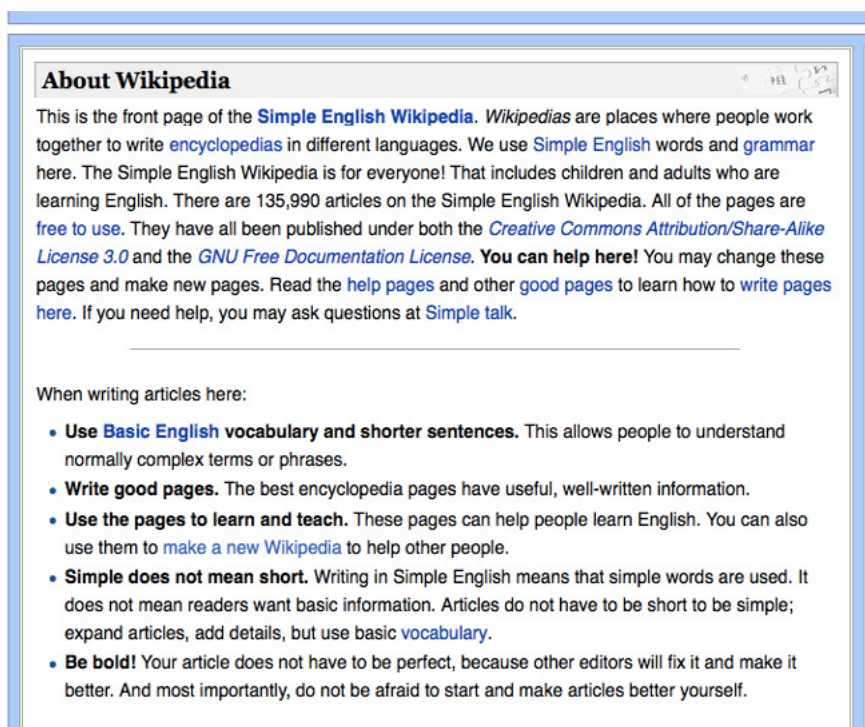 About Wikipedia
This is the front page of the Simple English Wikipedia. Wikipedias are places where people work
together to write encyclopedias in different languages. We use Simple English words and grammar
here. The Simple English Wikipedia is for everyone! That includes children and adults who are
learning English. There are 135,990 articles on the Simple English Wikipedia. All of the pages are
free to use. They have all been published under both the Creative Commons Attribution/Share-Alike
License 3.0 and the GNU Free Documentation License. You can help here! You may change these
pages and make new pages. Read the help pages and other good pages to learn how to write pages
here. If you need help, you may ask questions at Simple talk.
When writing articles here:
• Use Basic English vocabulary and shorter sentences. This allows people to understand
normally complex terms or phrases.
• Write good pages. The best encyclopedia pages have useful, well-written information.
• Use the pages to learn and teach. These pages can help people learn English. You can also
use them to make a new Wikipedia to help other people.
• Simple does not mean short. Writing in Simple English means that simple words are used. It
does not mean readers want basic information. Articles do not have to be short to be simple;
expand articles, add details, but use basic vocabulary.
• Be bold! Your article does not have to be perfect, because other editors will fix it and make it
better. And most importantly, do not be afraid to start and make articles better yourself.